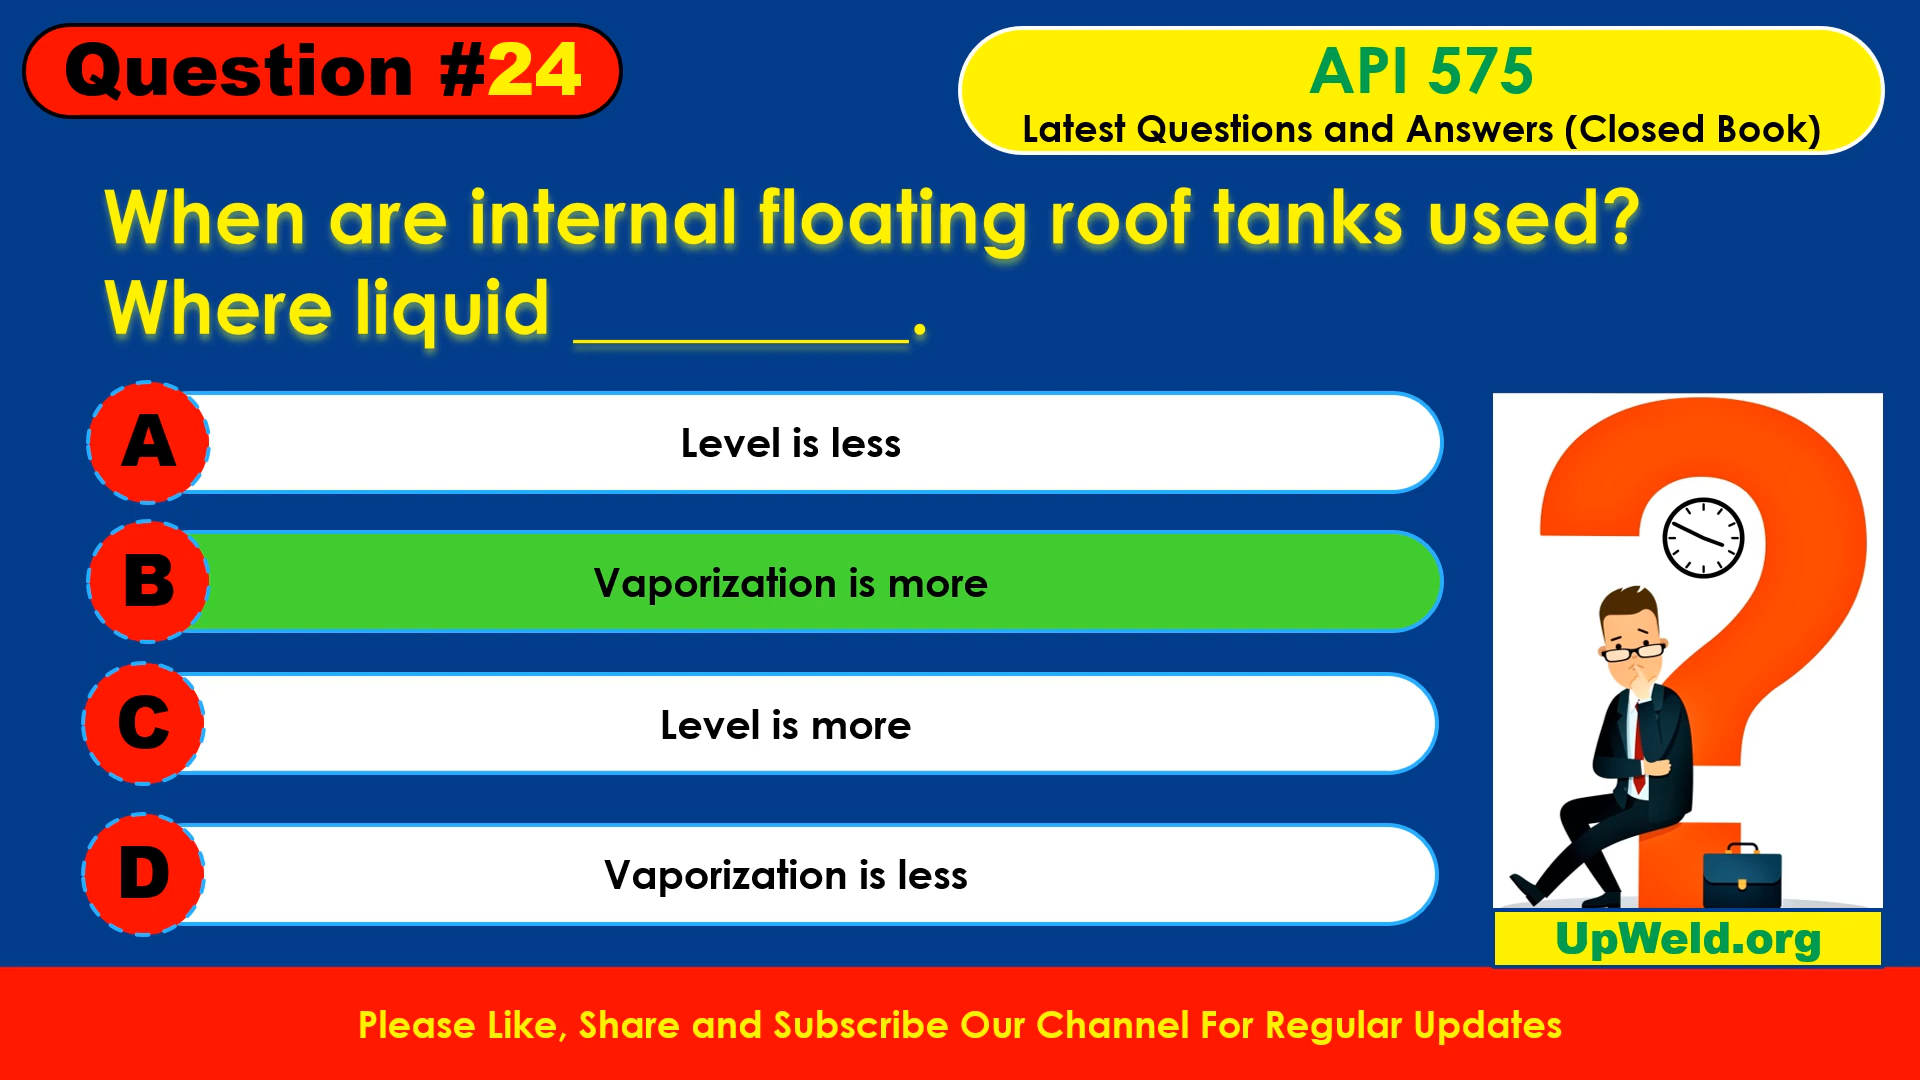 Question #24
API 575
Latest Questions and Answers (Closed Book)
When are internal floating roof tanks used?
Where liquid __________.
A
Level is less
B
Vaporization is more
C
Level is more
D
Vaporization is less
UpWeld.org
Please Like, Share and Subscribe Our Channel For Regular Updates